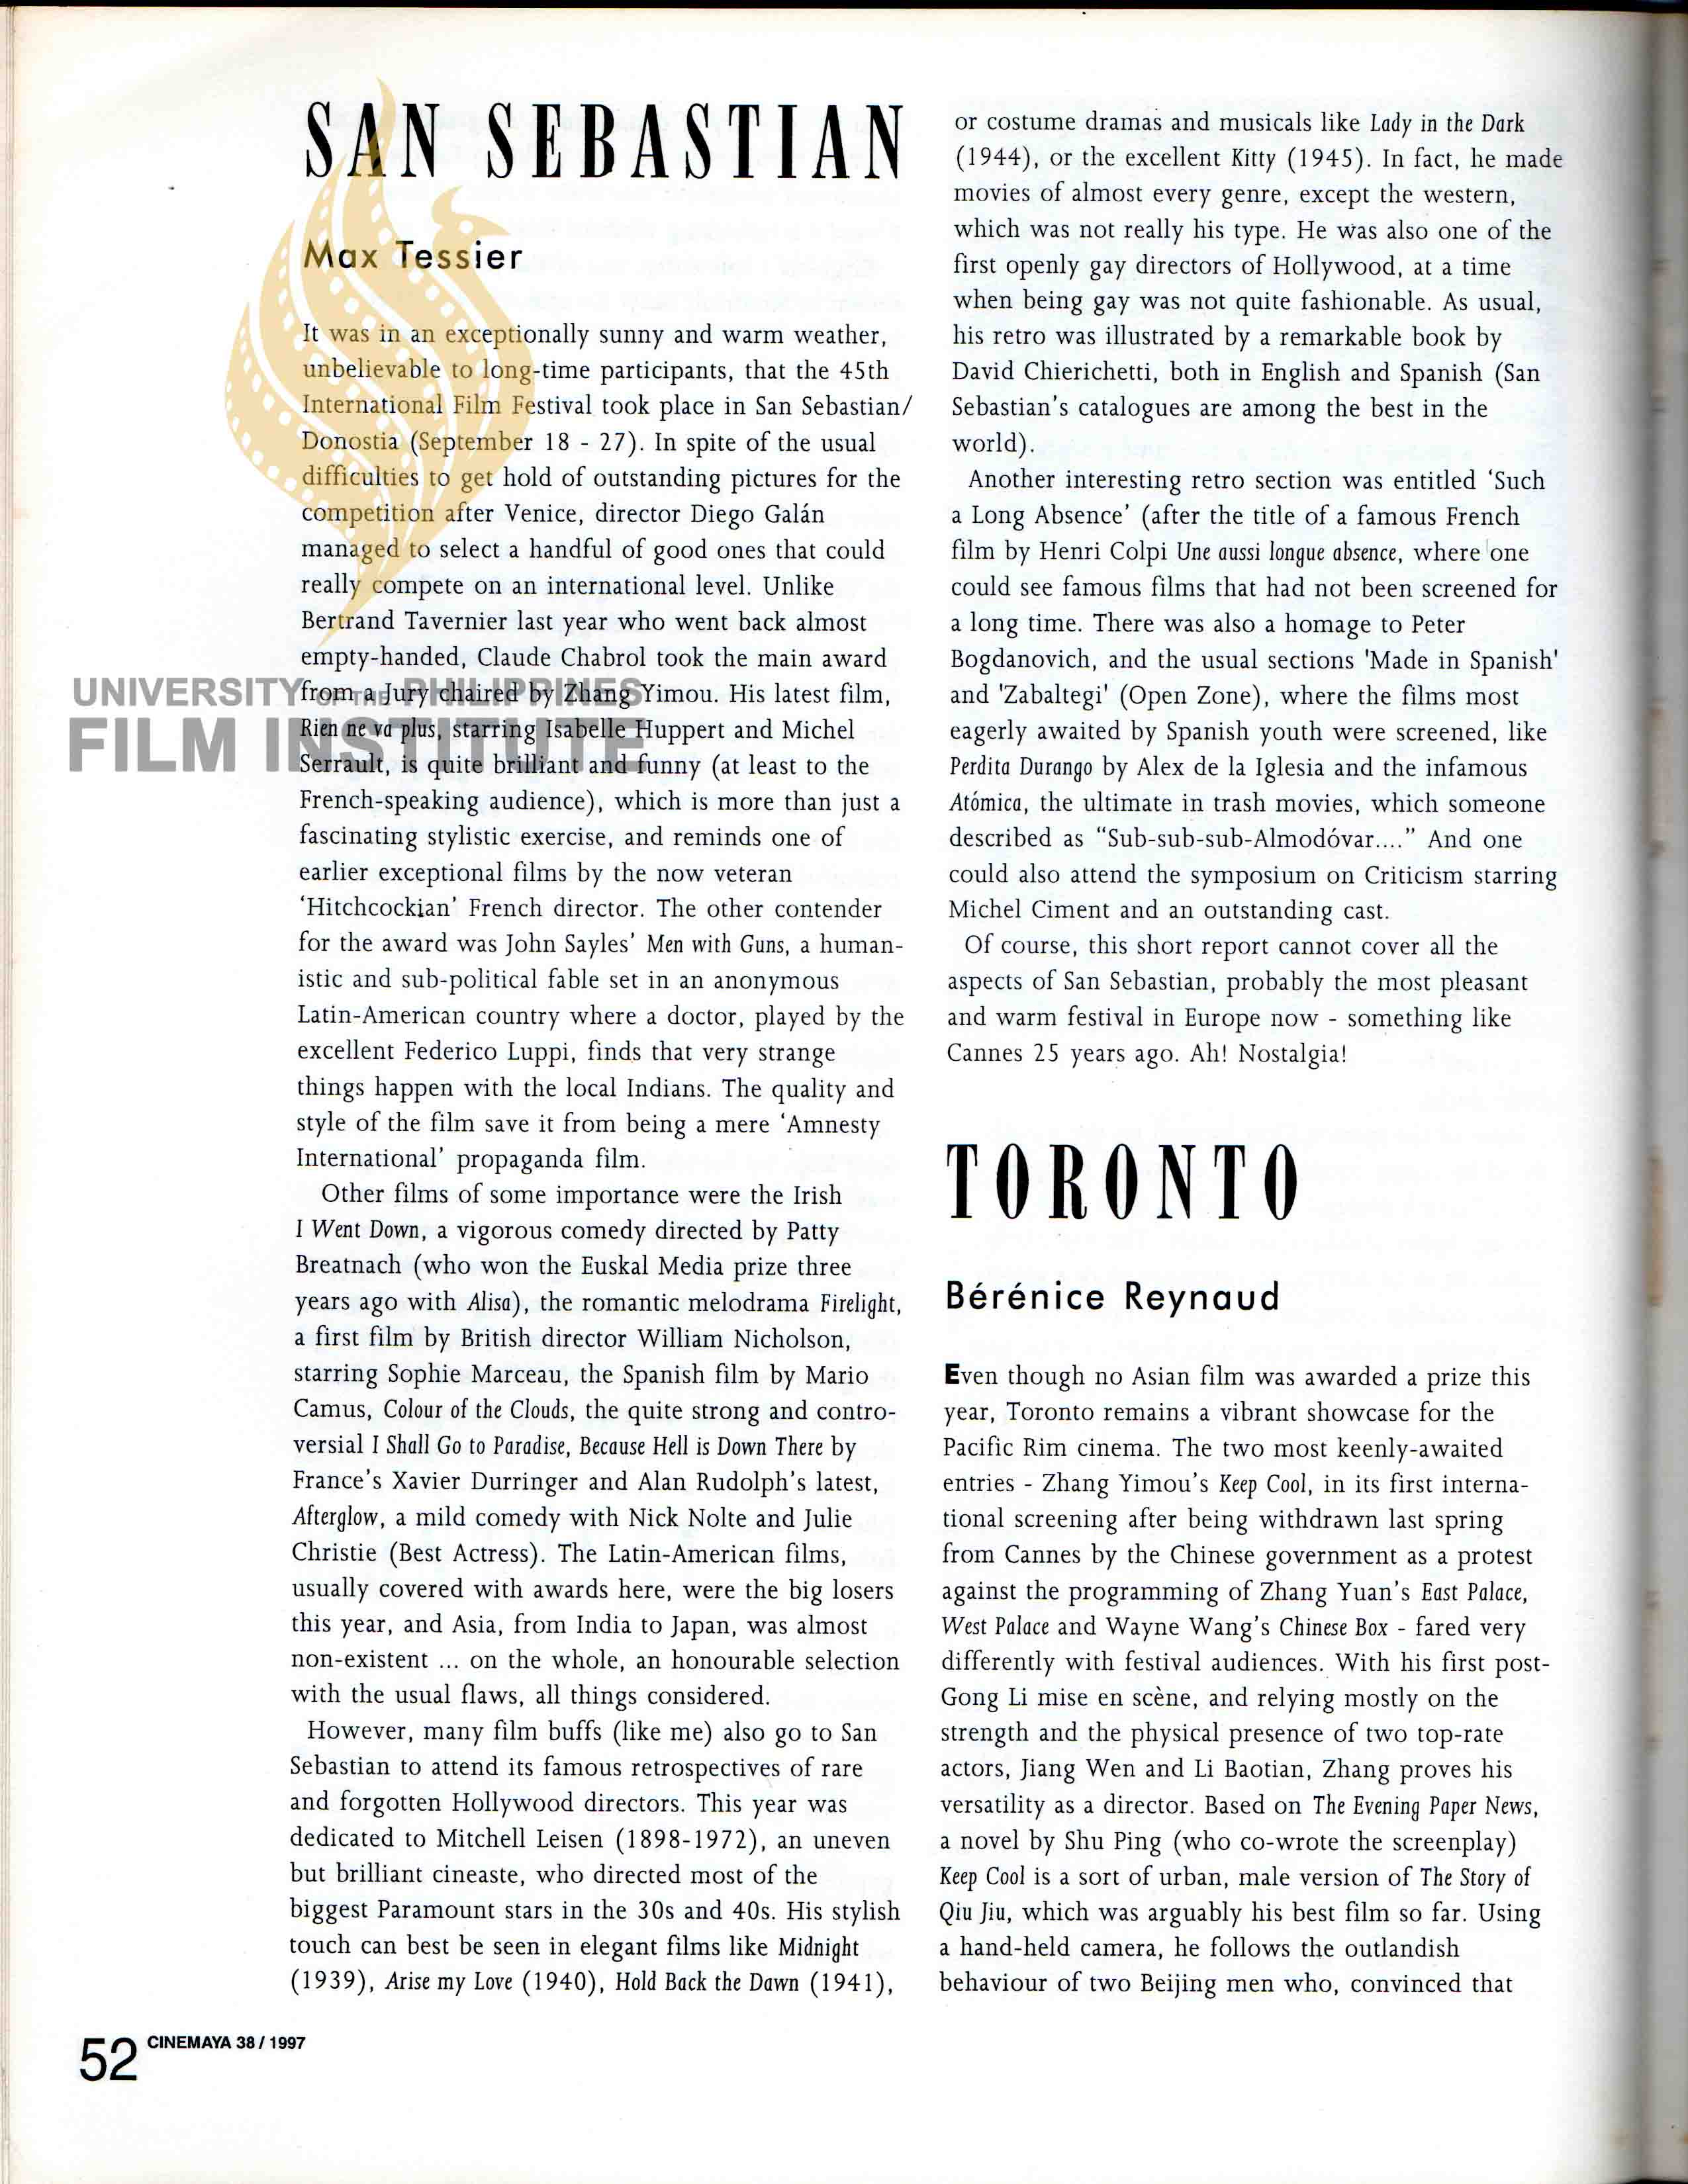 SAN SEBASTIAN
Max Tessier
It was in an exceptionally sunny and warm weather,
unbelievable to long-time participants, that the 45th
International Film Festival took place in San Sebastian/
Donostia (September 18 - 27). In spite of the usual
difficulties to get hold of outstanding pictures for the
competition after Venice, director Diego Galán
managed to select a handful of good ones that could
really compete on an international level. Unlike
Bertrand Tavernier last year who went back almost
empty-handed, Claude Chabrol took the main award
from a Jury chaired by Zhang Yimou. His latest film,
Rien ne va plus, starring Isabelle Huppert and Michel
Serrault, is quite brilliant and funny (at least to the
French-speaking audience), which is more than just a
fascinating stylistic exercise, and reminds one of
earlier exceptional films by the now veteran
‘Hitchcockian’ French director. The other contender
for the award was John Sayles’ Men with Guns, a human-
istic and sub-political fable set in an anonymous
Latin-American country where a doctor, played by the
excellent Federico Luppi, finds that very strange
things happen with the local Indians. The quality and
style of the film save it from being a mere ‘Amnesty
International’ propaganda film.
Other films of some importance were the Irish
I Went Down, a vigorous comedy directed by Patty
Breatnach (who won the Euskal Media prize three
years ago with Alisa), the romantic melodrama Firelight,
a first film by British director William Nicholson,
starring Sophie Marceau, the Spanish film by Mario
Camus, Colour of the Clouds, the quite strong and contro-
versial I Shall Go to Paradise, Because Hell is Down There by
France’s Xavier Durringer and Alan Rudolph’s latest,
Afterglow, a mild comedy with Nick Nolte and Julie
Christie (Best Actress). The Latin-American films,
usually covered with awards here, were the big losers
this year, and Asia, from India to Japan, was almost
non-existent ... on the whole, an honourable selection
with the usual flaws, all things considered.
However, many film buffs (like me) also go to San
Sebastian to attend its famous retrospectives of rare
and forgotten Hollywood directors. This year was
dedicated to Mitchell Leisen (1898-1972), an uneven
but brilliant cineaste, who directed most of the
biggest Paramount stars in the 30s and 40s. His stylish
touch can best be seen in elegant films like Midnight
(1939), Arise my Love (1940), Hold Back the Dawn (1941),
or costume dramas and musicals like Lady in the Dark
(1944), or the excellent Kitty (1945). In fact, he made
movies of almost every genre, except the western,
which was not really his type. He was also one of the
first openly gay directors of Hollywood, at a time
when being gay was not quite fashionable. As usual,
his retro was illustrated by a remarkable book by
David Chierichetti, both in English and Spanish (San
Sebastian’s catalogues are among the best in the
world).
Another interesting retro section was entitled ‘Such
a Long Absence’ (after the title of a famous French
film by Henri Colpi Une aussi longue absence, where one
could see famous films that had not been screened for
a long time. There was also a homage to Peter
Bogdanovich, and the usual sections 'Made in Spanish'
and 'Zabaltegi' (Open Zone), where the films most
eagerly awaited by Spanish youth were screened, like
Perdita Durango by Alex de la Iglesia and the infamous
Atómica, the ultimate in trash movies, which someone
described as “Sub-sub-sub-Almodóvar....” And one
could also attend the symposium on Criticism starring
Michel Ciment and an outstanding cast.
Of course, this short report cannot cover all the
aspects of San Sebastian, probably the most pleasant
and warm festival in Europe now - something like
Cannes 25 years ago. Ah! Nostalgia!
TORONTO
Bérénice Reynaud
Even though no Asian film was awarded a prize this
year, Toronto remains a vibrant showcase for the
Pacific Rim cinema. The two most keenly-awaited
entries - Zhang Yimou’s Keep Cool, in its first interna-
tional screening after being withdrawn last spring
from Cannes by the Chinese government as a protest
against the programming of Zhang Yuan’s East Palace,
West Palace and Wayne Wang’s Chinese Box - fared very
differently with festival audiences. With his first post-
Gong Li mise en scène, and relying mostly on the
strength and the physical presence of two top-rate
actors, Jiang Wen and Li Baotian, Zhang proves his
versatility as a director. Based on The Evening Paper News,
a novel by Shu Ping (who co-wrote the screenplay)
Keep Cool is a sort of urban, male version of The Story of
Qiu Jiu, which was arguably his best film so far. Using
a hand-held camera, he follows the outlandish
behaviour of two Beijing men who, convinced that
52 CINEMAYA 38 / 1997
UNIVERSITY OF THE PHILIPPINES
FILM INSTITUTE